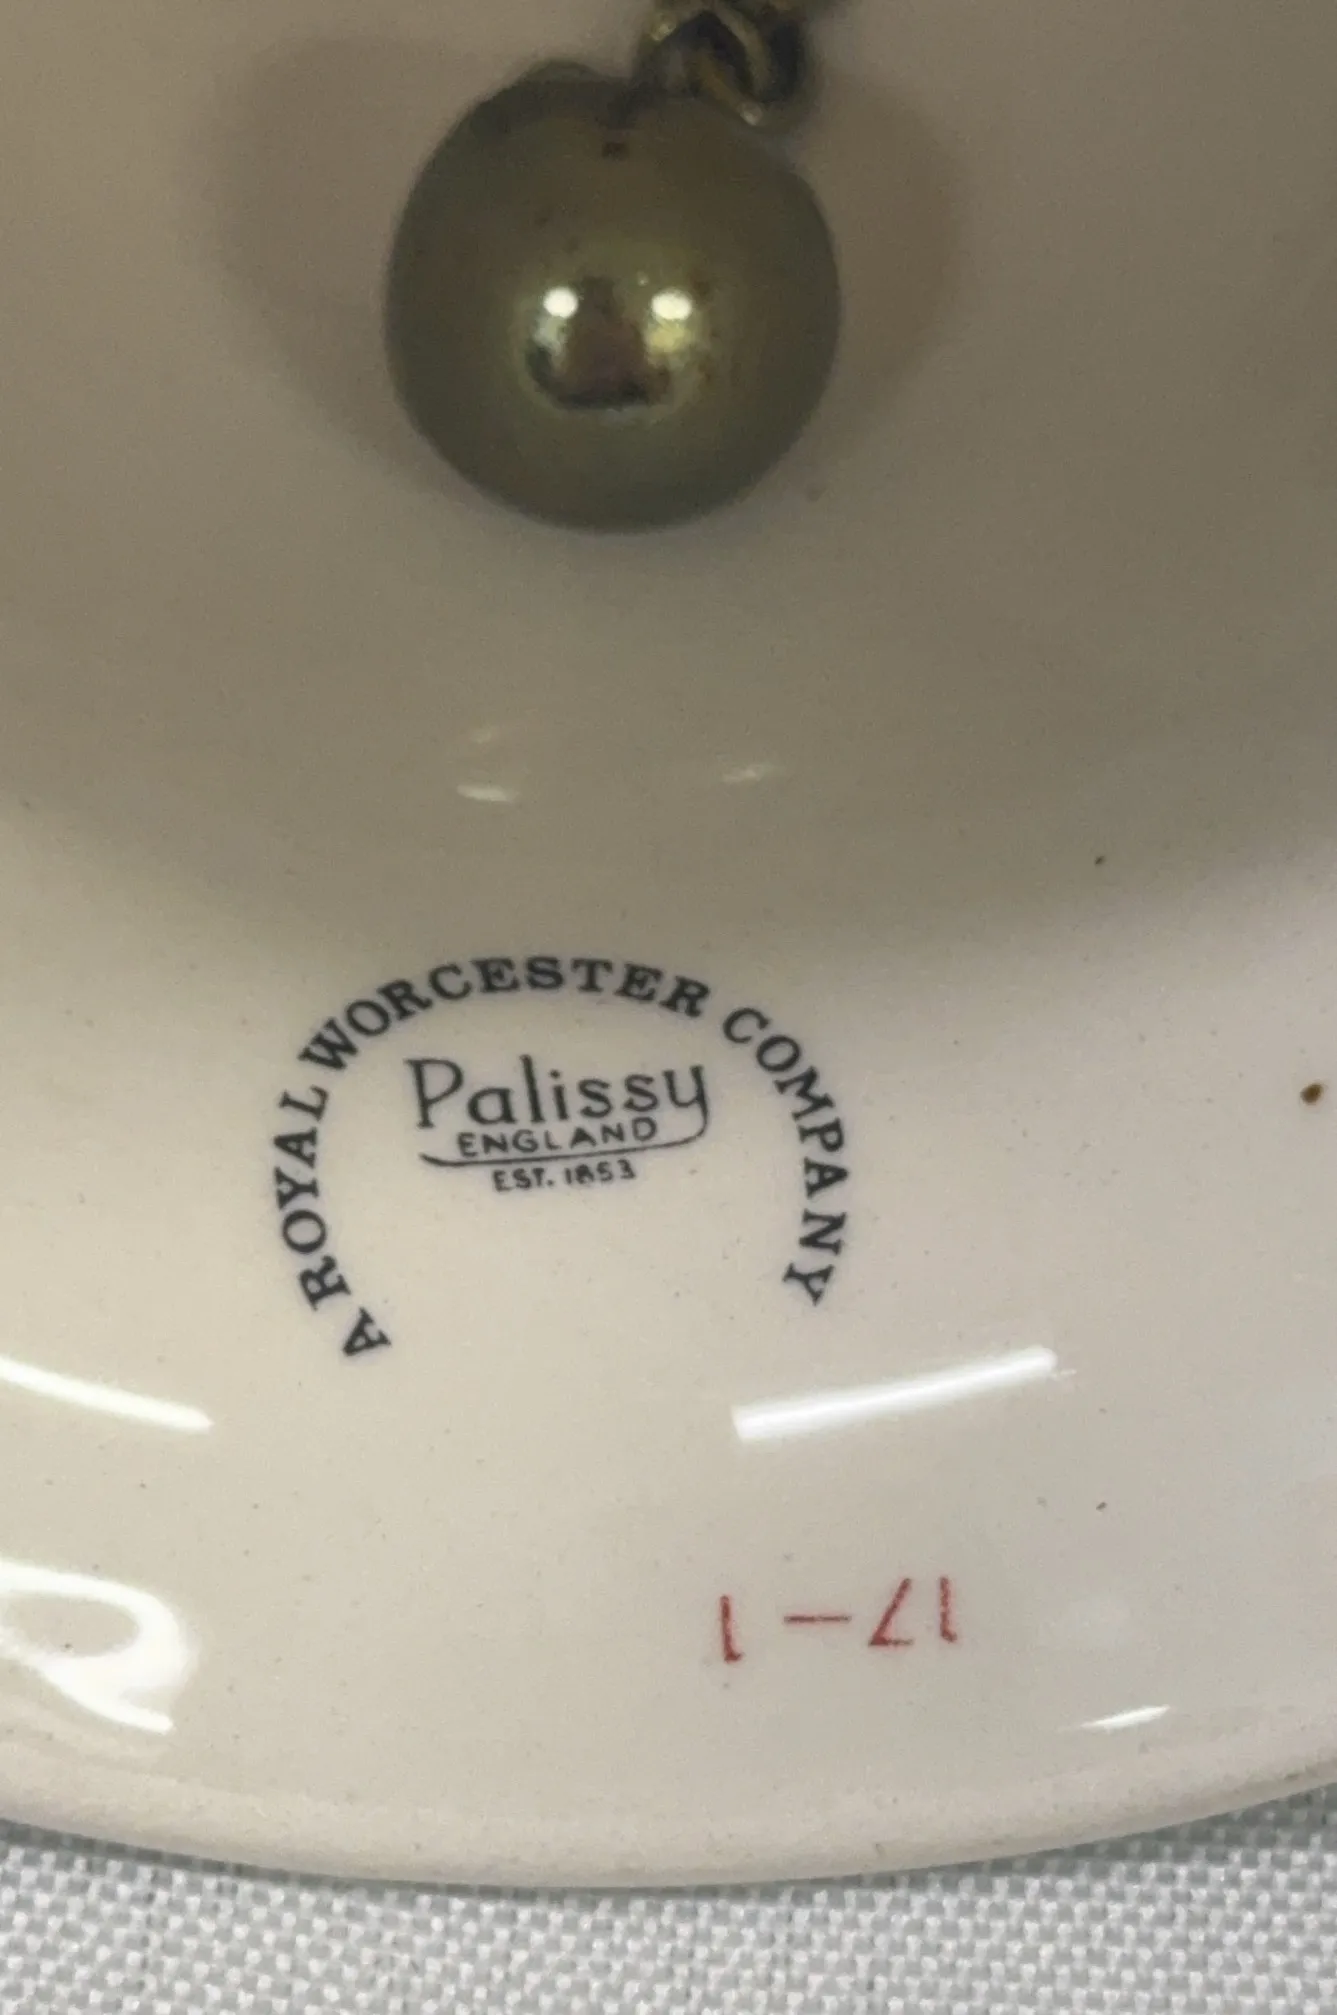 A ROYAL WORCESTER COMPANY
Palissy
ENGLAND
EST. 1853
17-1